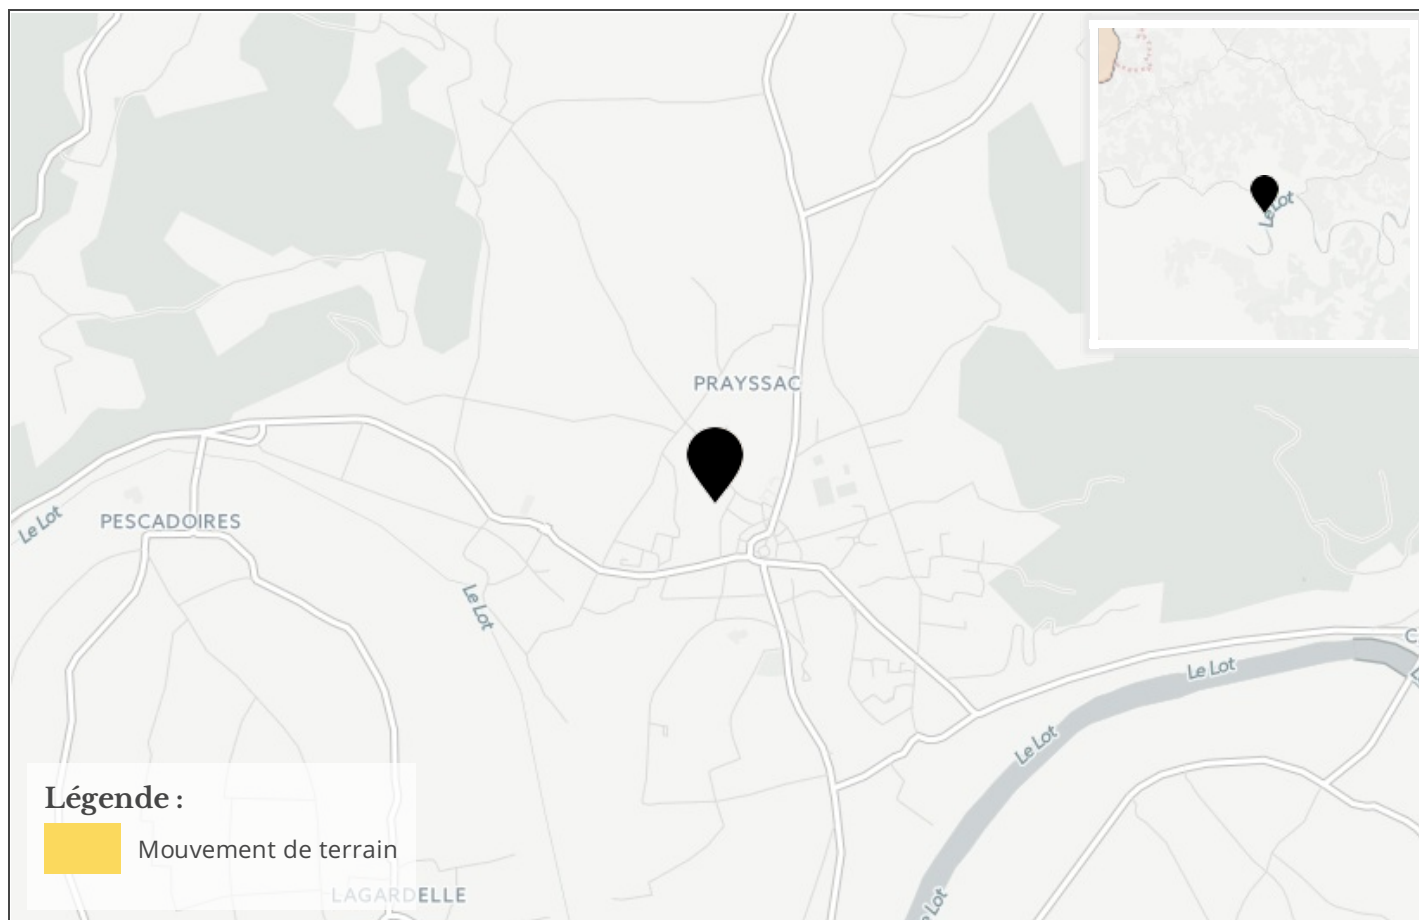 Le Lot
PRAYSSAC
PESCADOIRES
Le Lot
Le Lot
C
Le Lot
Le Lot
Légende :
Mouvement de terrain
LAGARDELLE
Le Lot